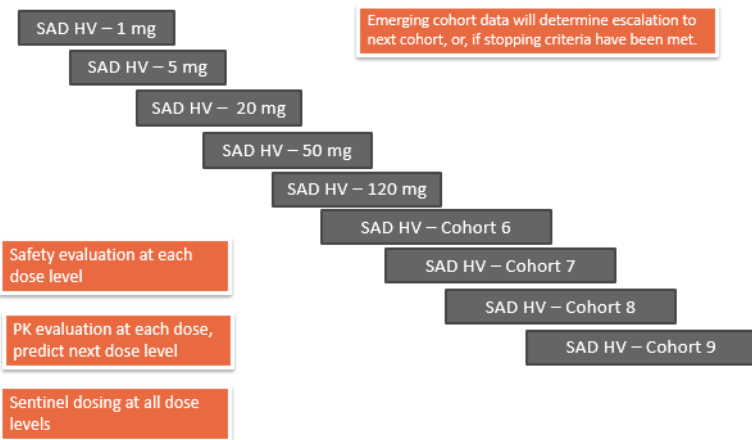 SAD HV – 1 mg
Emerging cohort data will determine escalation to
next cohort, or, if stopping criteria have been met.
SAD HV – 5 mg
SAD HV – 20 mg
SAD HV – 50 mg
SAD HV – 120 mg
SAD HV – Cohort 6
SAD HV – Cohort 7
SAD HV – Cohort 8
SAD HV – Cohort 9
Safety evaluation at each
dose level
PK evaluation at each dose,
predict next dose level
Sentinel dosing at all dose
levels